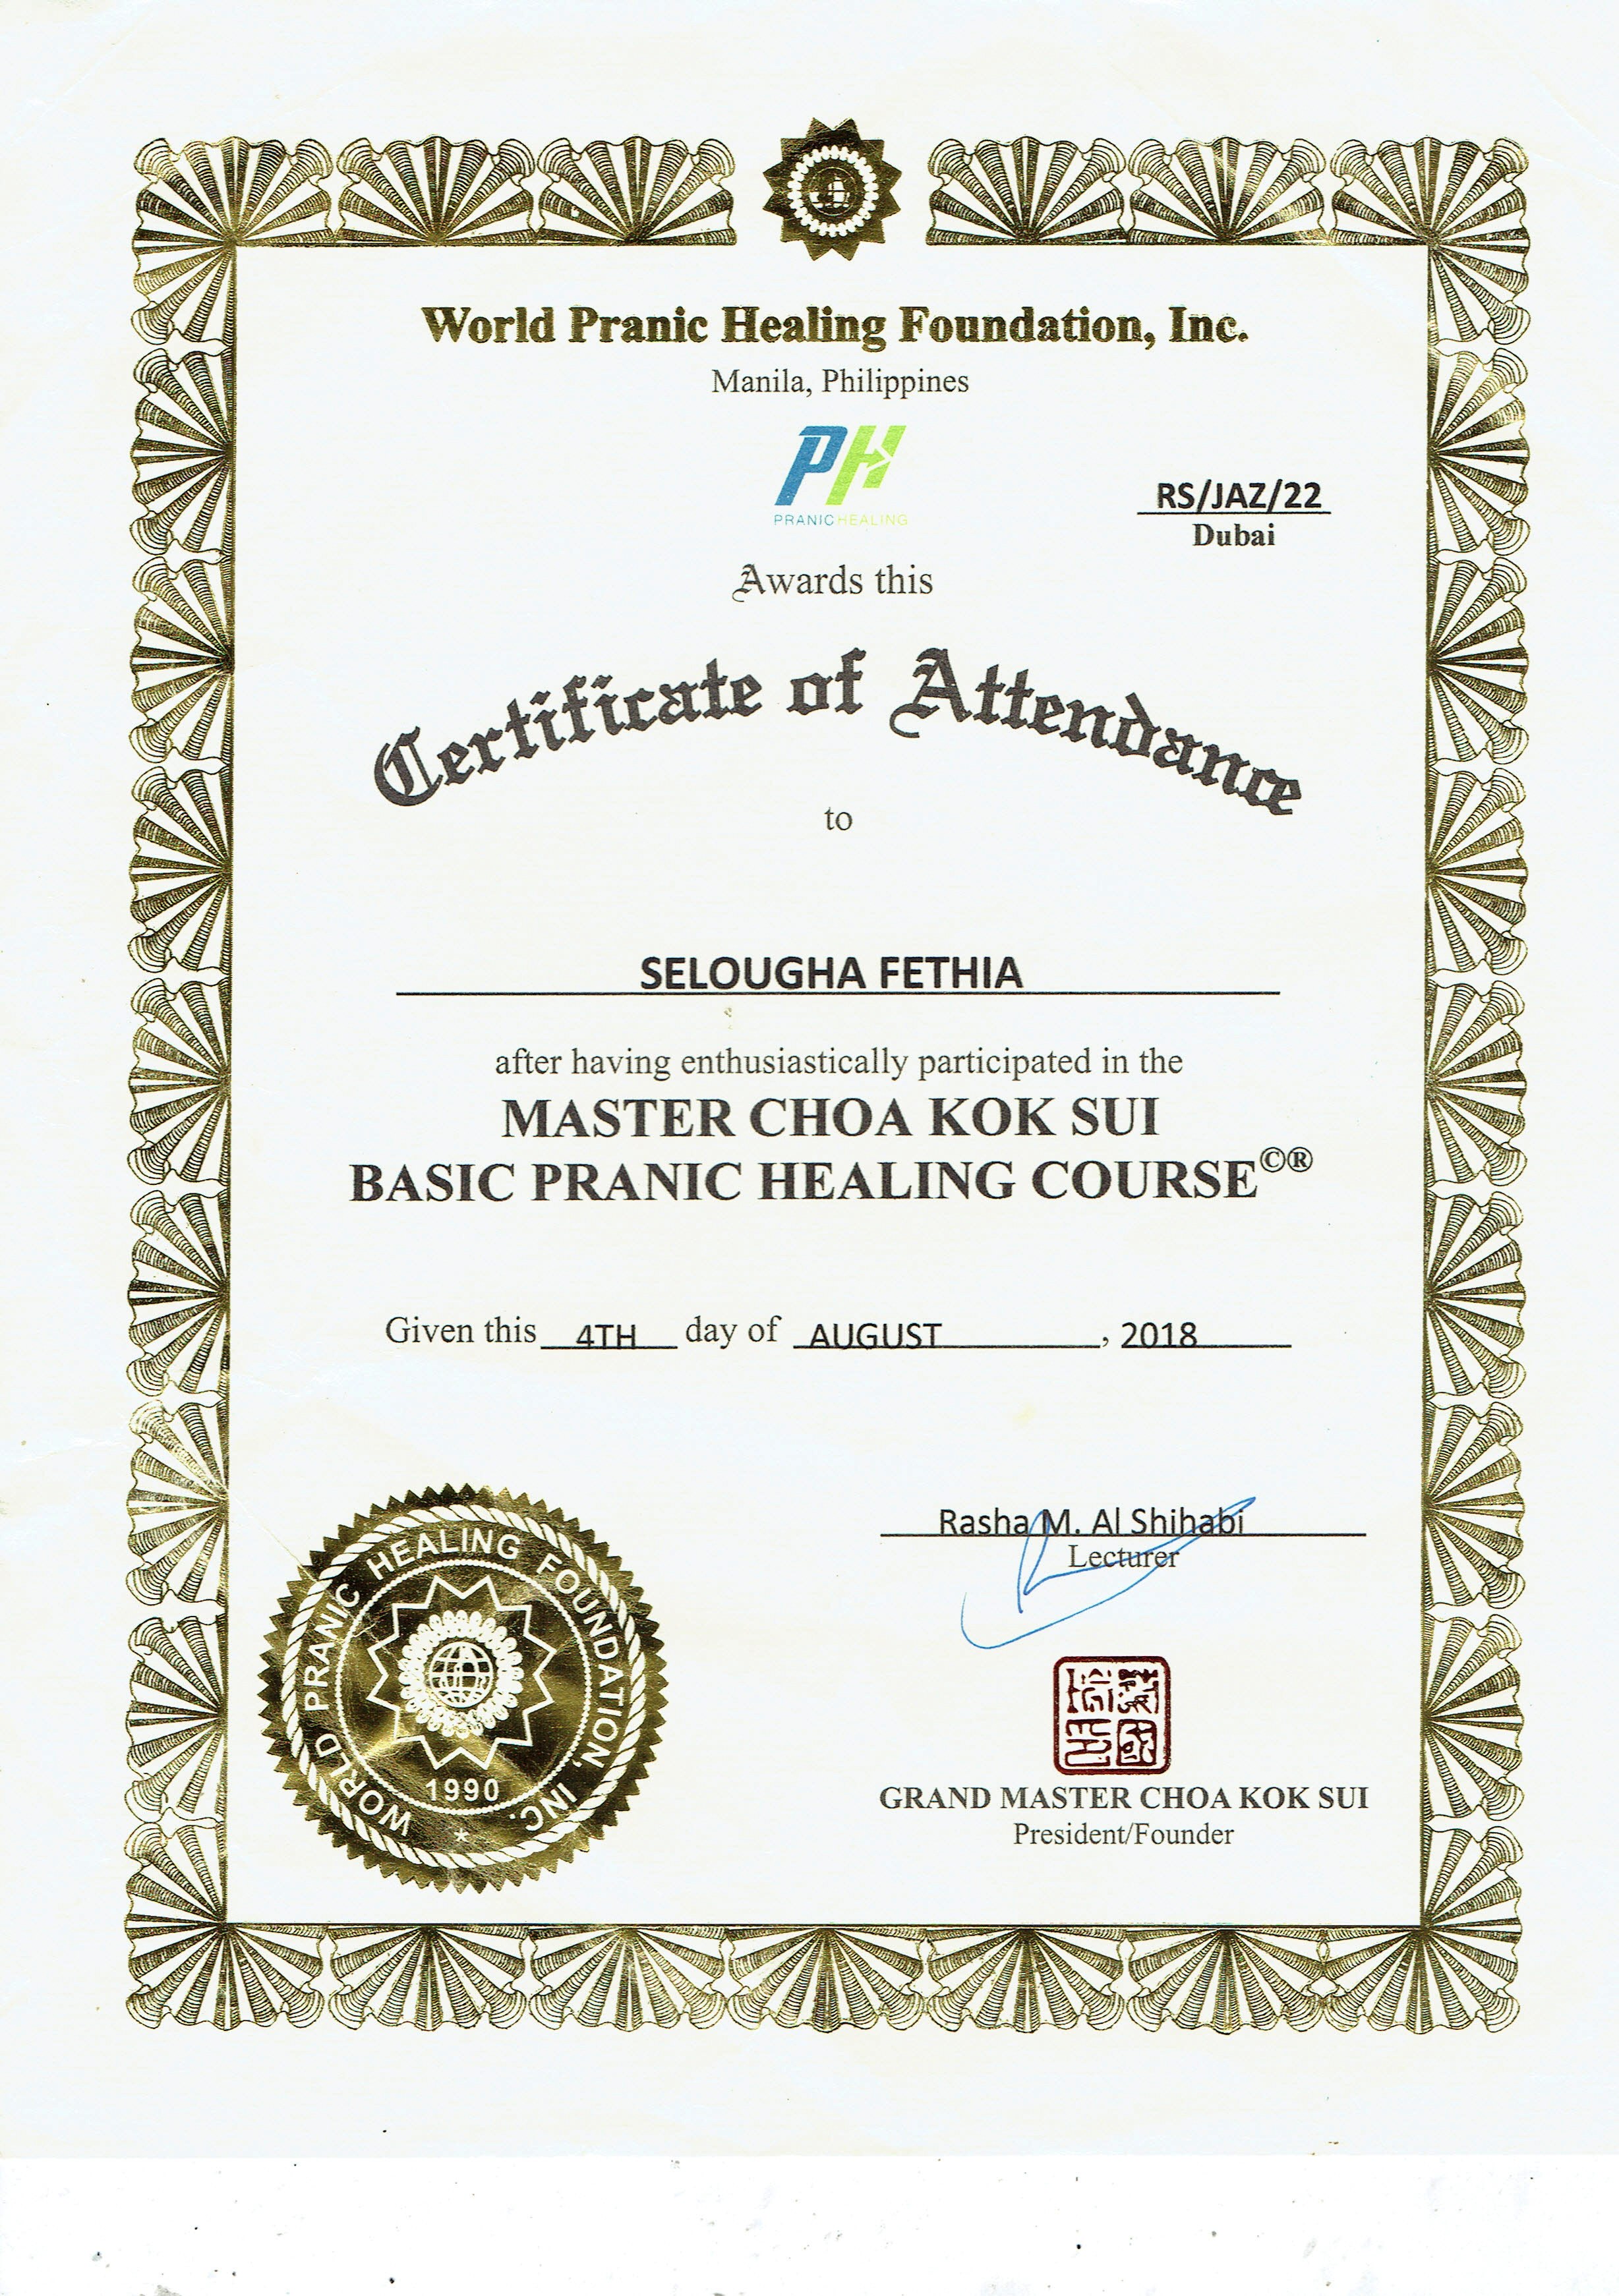 World Pranic Healing Foundation, Inc.
Manila, Philippines
PH
PRANICHEALING
RS/JAZ/22
Dubai
Awards this
Certificate of Attendance
to
SELOUGHA FETHIA
after having enthusiastically participated in the
MASTER CHOA KOK SUI
BASIC PRANIC HEALING COURSE©®
Given this 4TH day of AUGUST, 2018
Rasha M. Al Shihabi
Lecturer
WORLD PRANIC HEALING FOUNDATION, INC.
1990
GRAND MASTER CHOA KOK SUI
President/Founder